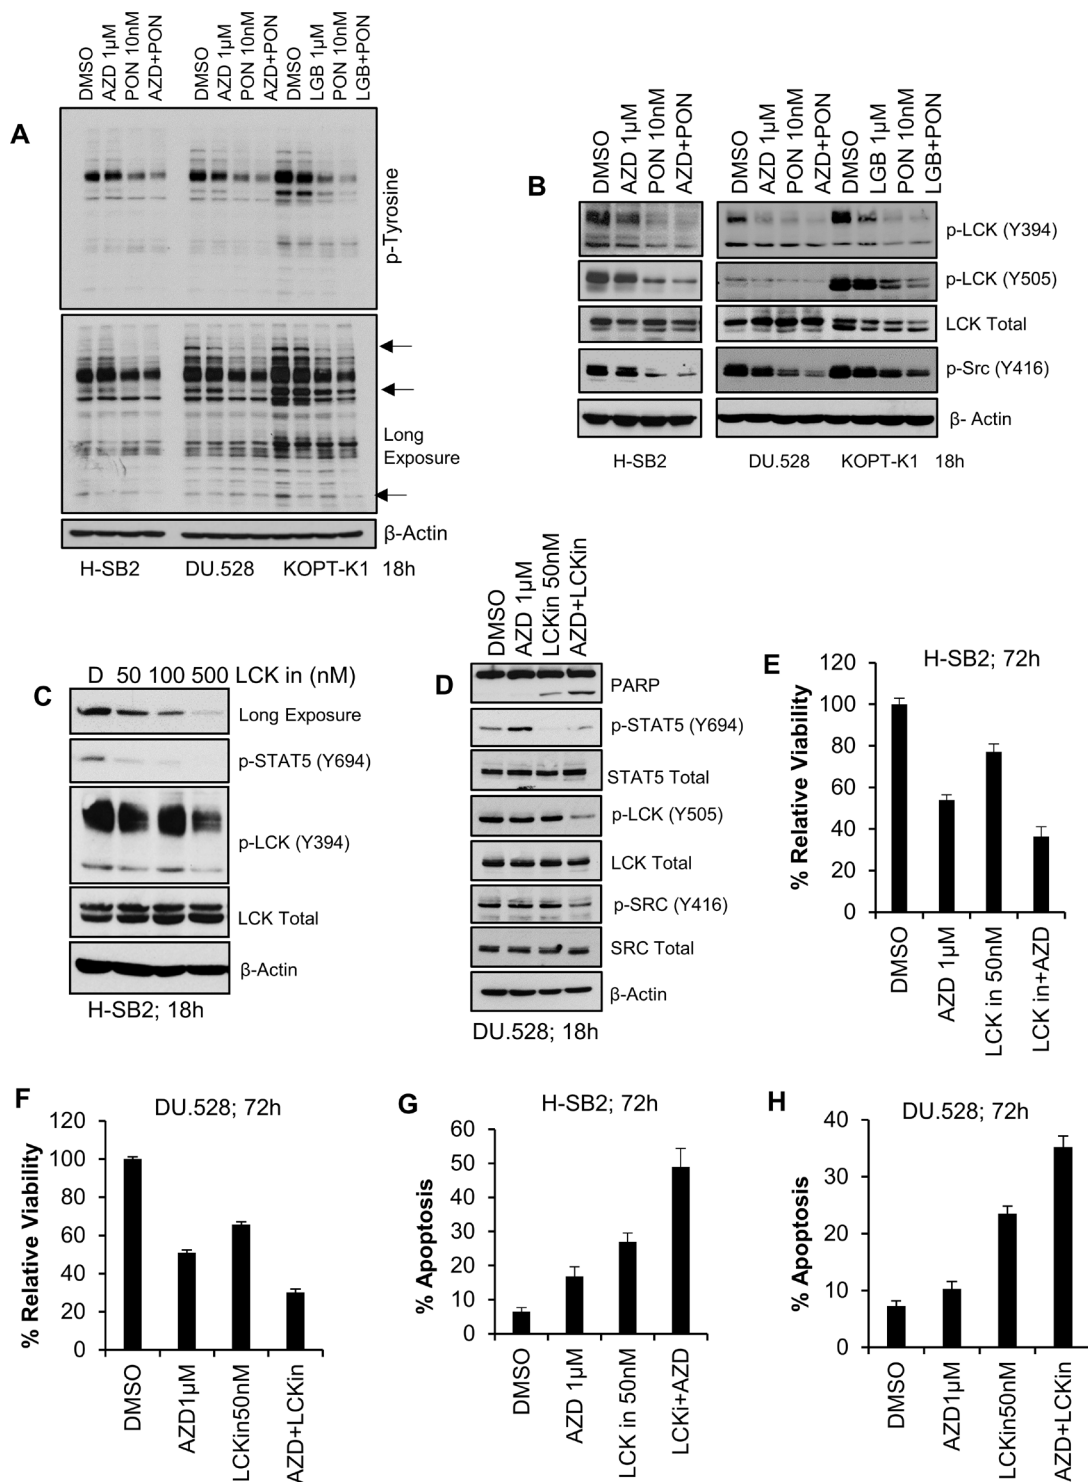 A
DMSO
AZD 1µM
PON 10nM
AZD+PON
DMSO
AZD 1µM
PON 10nM
AZD+PON
DMSO
LGB 1µM
PON 10nM
LGB+PON
p-Tyrosine
Long
Exposure
β-Actin
H-SB2 DU.528 KOPT-K1 18h
B
DMSO
AZD 1µM
PON 10nM
AZD+PON
DMSO
AZD 1µM
PON 10nM
AZD+PON
DMSO
LGB 1µM
PON 10nM
LGB+PON
p-LCK (Y394)
p-LCK (Y505)
LCK Total
p-Src (Y416)
β- Actin
H-SB2 DU.528 KOPT-K1 18h
C
D 50 100 500 LCK in (nM)
Long Exposure
p-STAT5 (Y694)
p-LCK (Y394)
LCK Total
β-Actin
H-SB2; 18h
D
DMSO
AZD 1µM
LCKin 50nM
AZD+LCKin
PARP
p-STAT5 (Y694)
STAT5 Total
p-LCK (Y505)
LCK Total
p-SRC (Y416)
SRC Total
β-Actin
DU.528; 18h
E
H-SB2; 72h
% Relative Viability
120
100
80
60
40
20
0
DMSO
AZD 1µM
LCK in 50nM
LCK in+AZD
F
DU.528; 72h
% Relative Viability
120
100
80
60
40
20
0
DMSO
AZD1µM
LCKin50nM
AZD+LCKin
G
H-SB2; 72h
% Apoptosis
60
50
40
30
20
10
0
DMSO
AZD 1µM
LCK in 50nM
LCKi+AZD
H
DU.528; 72h
% Apoptosis
40
30
20
10
0
DMSO
AZD1µM
LCKin50nM
AZD+LCKin